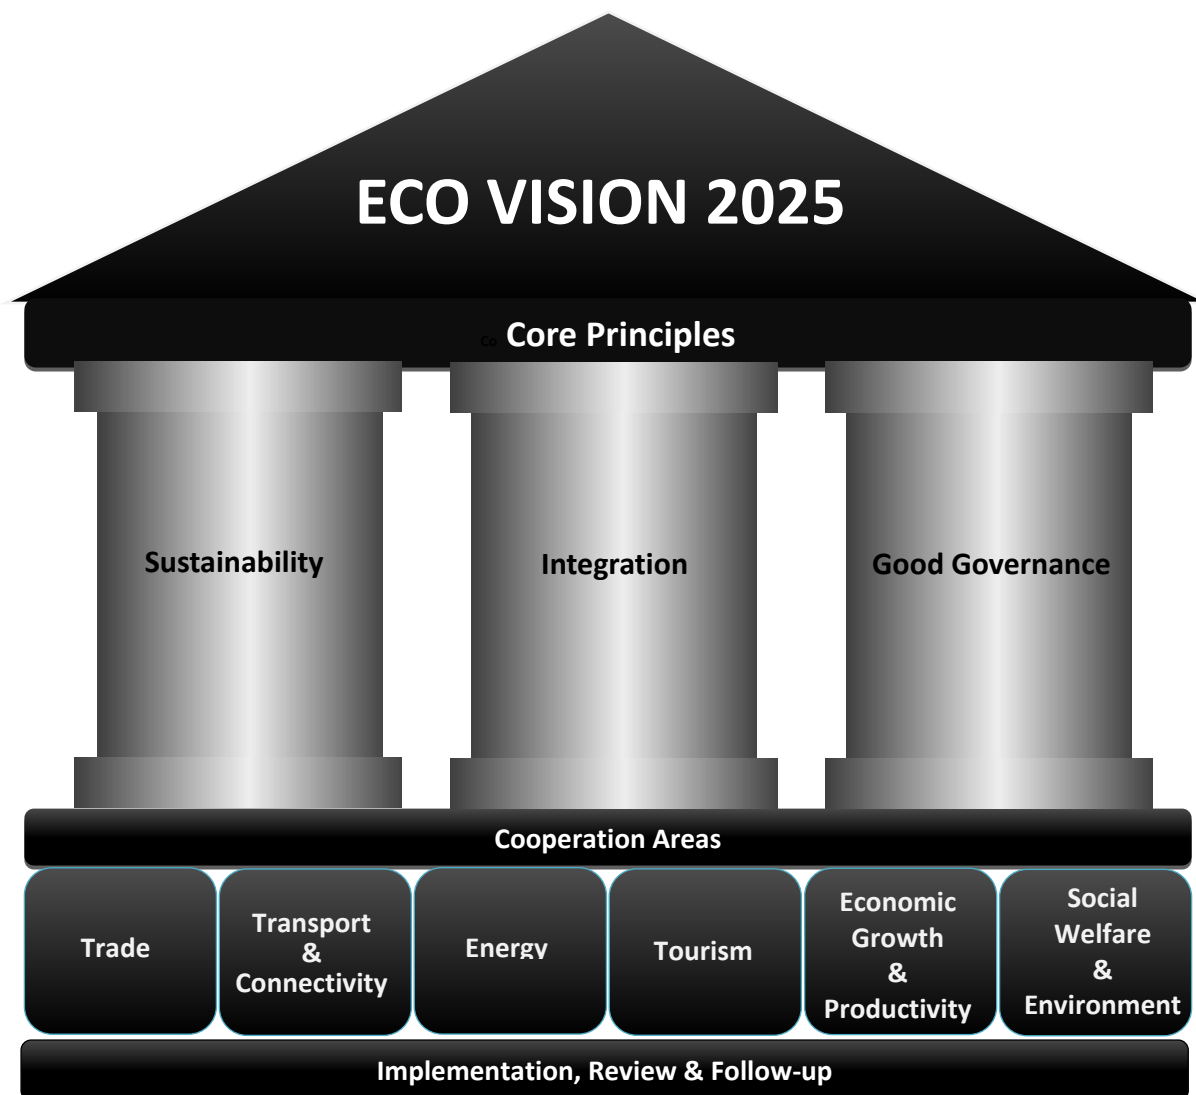 ECO VISION 2025
Co Core Principles
Sustainability
Integration
Good Governance
Cooperation Areas
Trade
Transport
&
Connectivity
Energy
Tourism
Economic
Growth
&
Productivity
Social
Welfare
&
Environment
Implementation, Review & Follow-up